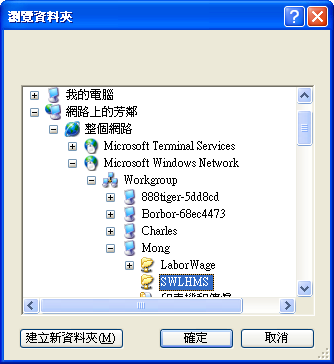 瀏覽資料夾
我的電腦
網路上的芳鄰
整個網路
Microsoft Terminal Services
Microsoft Windows Network
Workgroup
888tiger-5dd8cd
Borbor-68ec4473
Charles
Mong
LaborWage
SWLHMS
建立新資料夾(M)
確定
取消